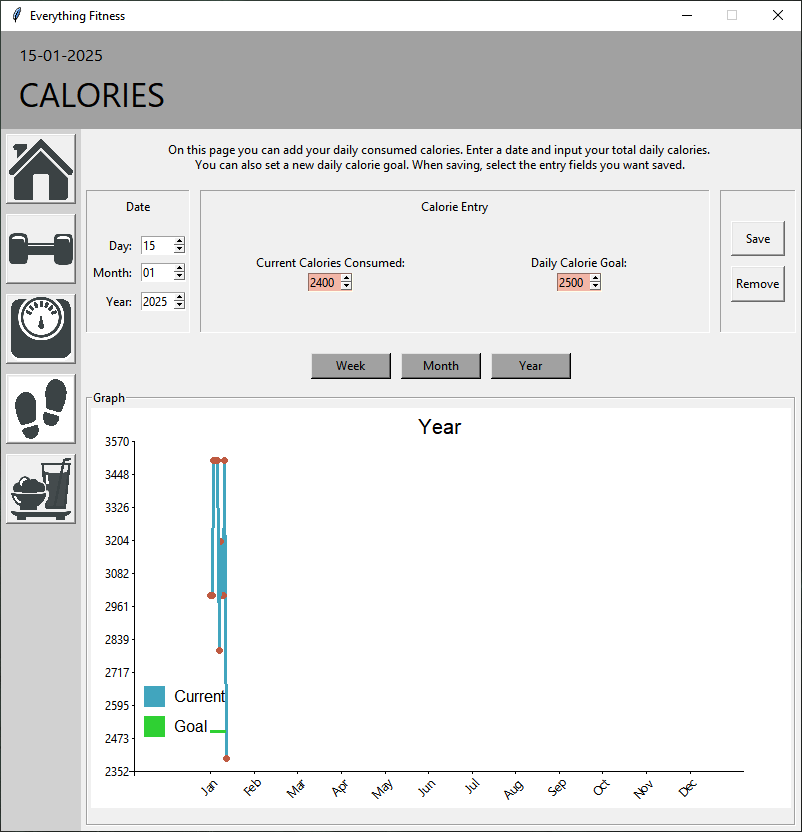 Everything Fitness
15-01-2025
CALORIES
On this page you can add your daily consumed calories. Enter a date and input your total daily calories.
You can also set a new daily calorie goal. When saving, select the entry fields you want saved.
Date
Day: 15
Month: 01
Year: 2025
Calorie Entry
Current Calories Consumed:
2400
Daily Calorie Goal:
2500
Save
Remove
Week Month Year
Graph
Year
3570
3448
3326
3204
3082
2961
2839
2717
2595
2473
2352
Current
Goal
Jan Feb Mar Apr May Jun Jul Aug Sep Oct Nov Dec